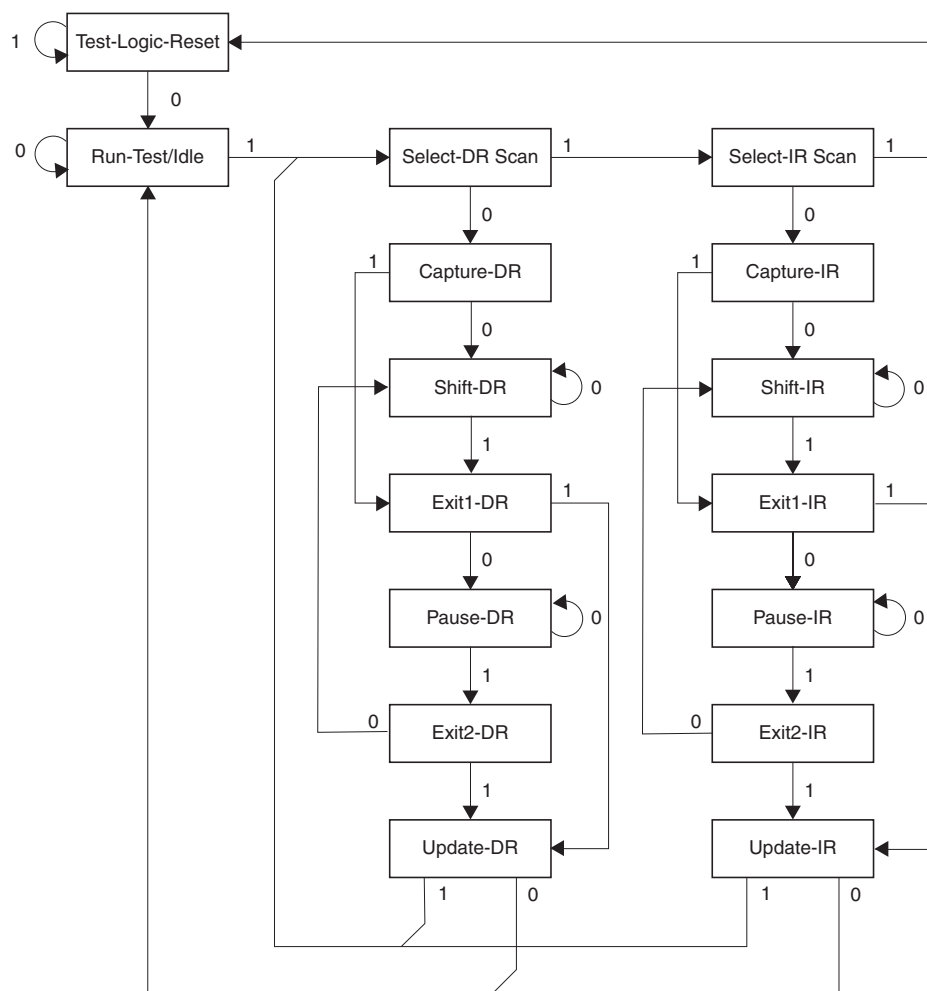 Test-Logic-Reset
1
0
Run-Test/Idle
0
1
Select-DR Scan
1
Select-IR Scan
1
0
0
1
Capture-DR
1
Capture-IR
0
0
Shift-DR
0
Shift-IR
0
1
1
Exit1-DR
1
Exit1-IR
1
0
0
Pause-DR
0
Pause-IR
0
1
1
0
Exit2-DR
0
Exit2-IR
1
1
Update-DR
Update-IR
1
0
1
0